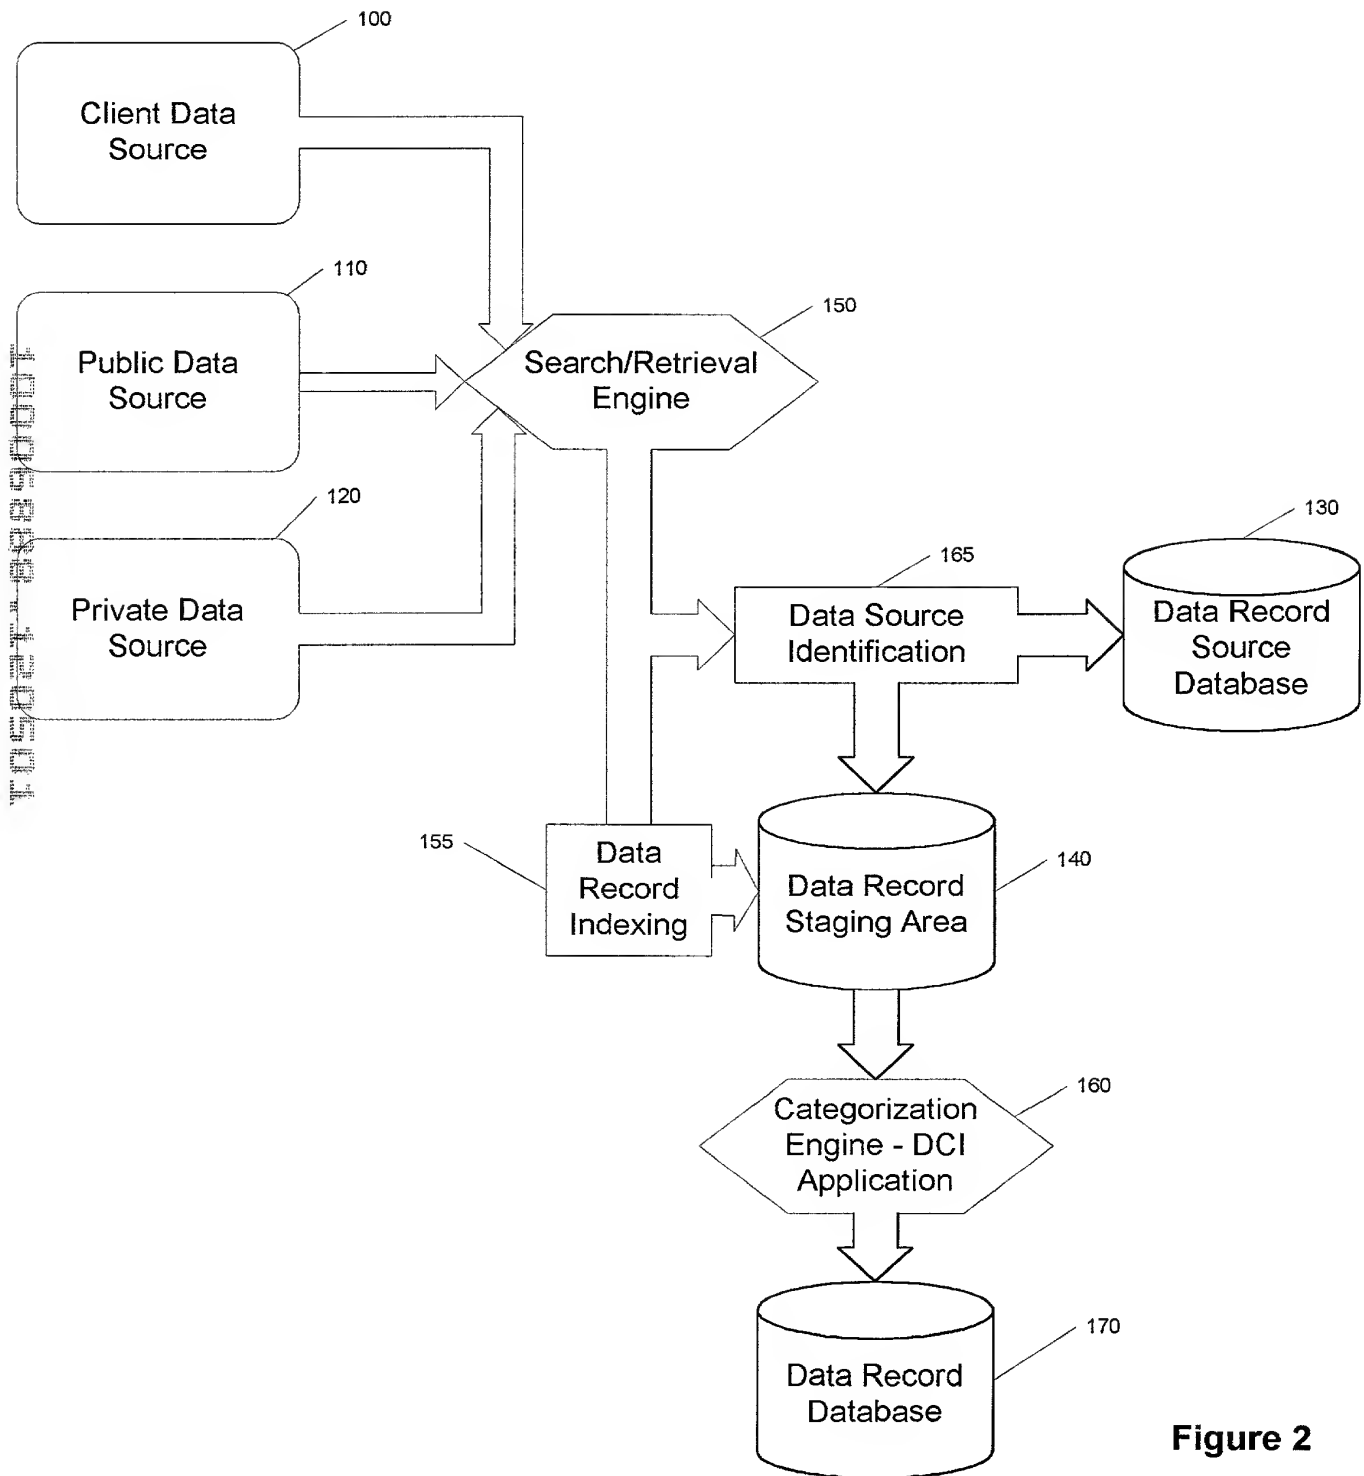 100
Client Data
Source
110
Public Data
Source
150
Search/Retrieval
Engine
120
Private Data
Source
130
165
Data Source
Identification
Data Record
Source
Database
155
Data
Record
Indexing
140
Data Record
Staging Area
160
Categorization
Engine - DCI
Application
170
Data Record
Database
Figure 2